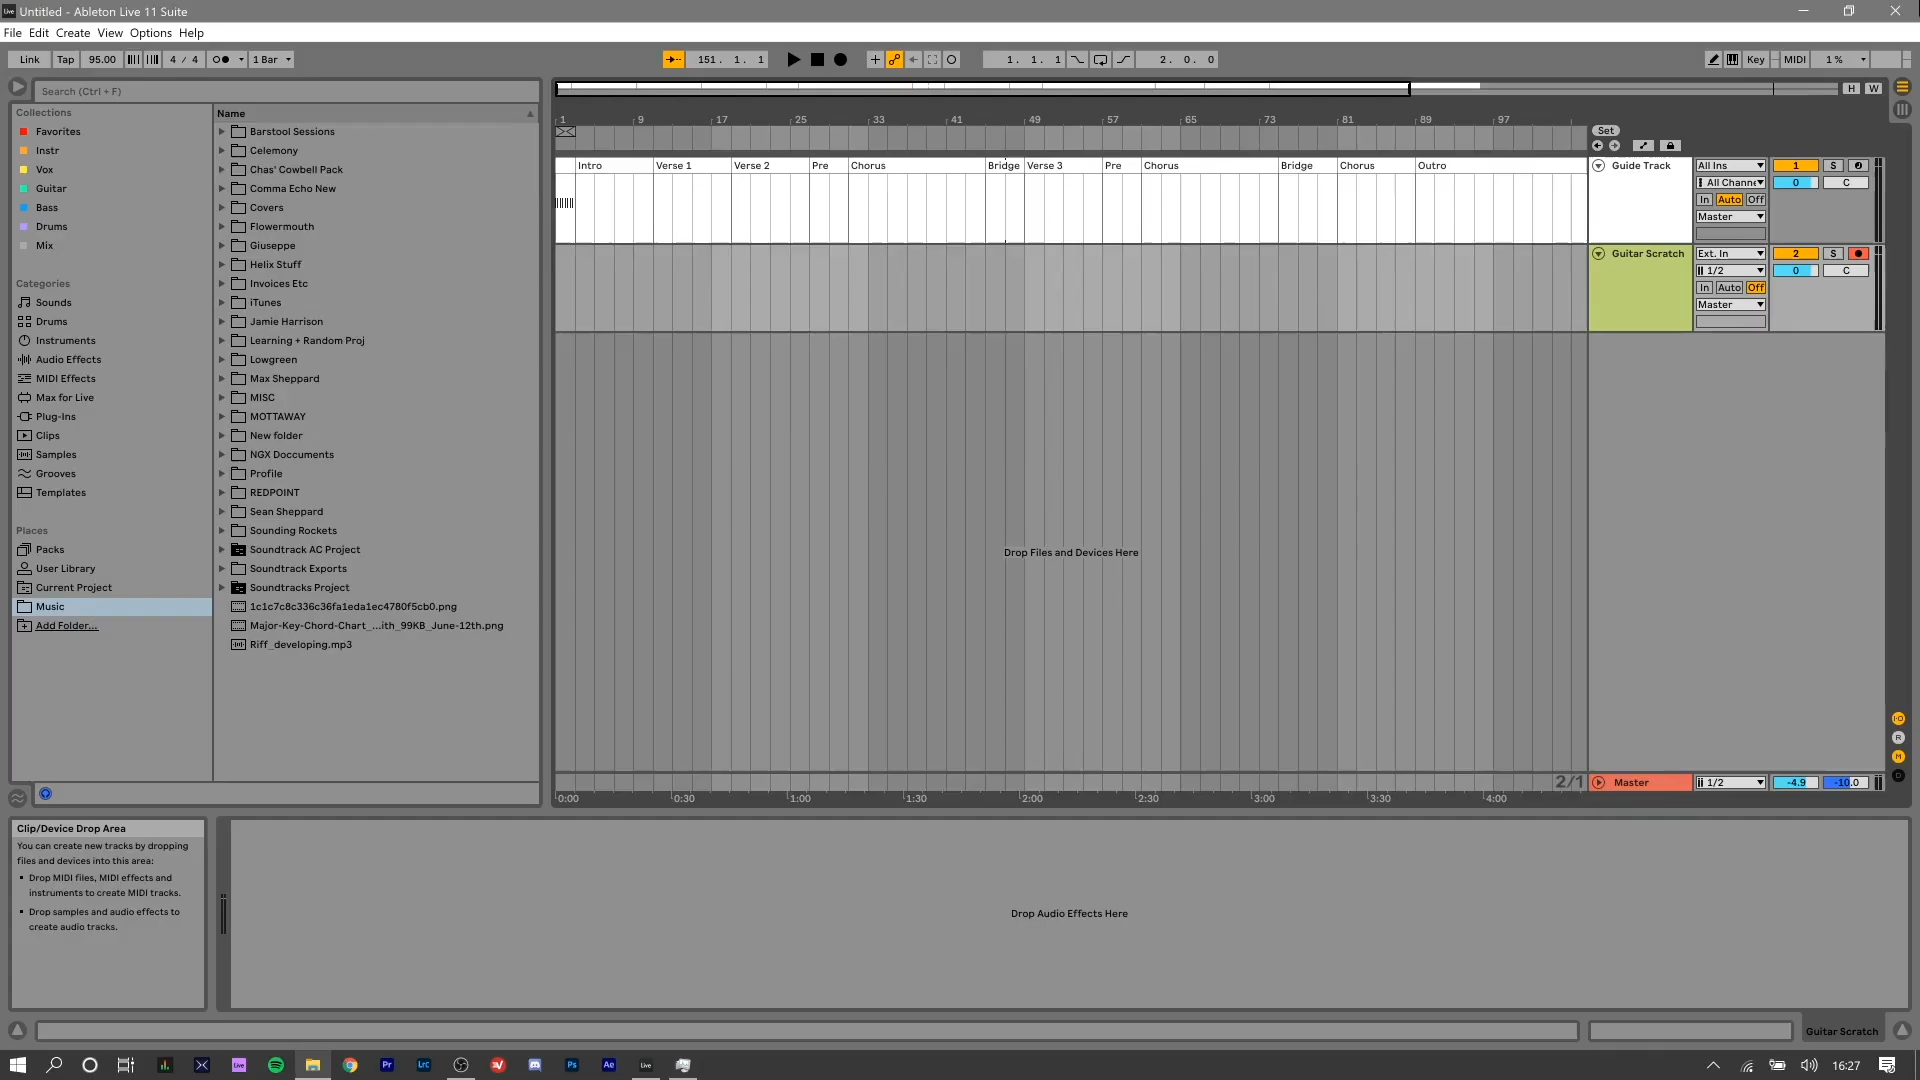 Live Untitled - Ableton Live 11 Suite
File Edit Create View Options Help
Link Tap 95.00 4 / 4 1 Bar 151. 1. 1 1. 1. 1 2. 0. 0 Key MIDI 1 %
Search (Ctrl + F)
H W
Collections
Favorites
Instr
Vox
Guitar
Bass
Drums
Mix
Categories
Sounds
Drums
Instruments
Audio Effects
MIDI Effects
Max for Live
Plug-Ins
Clips
Samples
Grooves
Templates
Places
Packs
User Library
Current Project
Music
Add Folder...
Name
Barstool Sessions
Celemony
Chas' Cowbell Pack
Comma Echo New
Covers
Flowermouth
Giuseppe
Helix Stuff
Invoices Etc
iTunes
Jamie Harrison
Learning + Random Proj
Lowgreen
Max Sheppard
MISC
MOTTAWAY
New folder
NGX Doccuments
Profile
REDPOINT
Sean Sheppard
Sounding Rockets
Soundtrack AC Project
Soundtrack Exports
Soundtracks Project
1c1c7c8c336c36fa1eda1ec4780f5cb0.png
Major-Key-Chord-Chart_...ith_99KB_June-12th.png
Riff_developing.mp3
1 9 17 25 33 41 49 57 65 73 81 89 97
Set
Intro Verse 1 Verse 2 Pre Chorus Bridge Verse 3 Pre Chorus Bridge Chorus Outro
Guide Track All Ins 1 S
All Channe 0 C
In Auto Off
Master
Guitar Scratch Ext. In 2 S
1/2 0 C
In Auto Off
Master
Drop Files and Devices Here
I·O
R
M
D
2/1 Master 1/2 -4.9 -10.0
0:00 0:30 1:00 1:30 2:00 2:30 3:00 3:30 4:00
Clip/Device Drop Area
You can create new tracks by dropping
files and devices into this area:
▪ Drop MIDI files, MIDI effects and
instruments to create MIDI tracks.
▪ Drop samples and audio effects to
create audio tracks.
Drop Audio Effects Here
Guitar Scratch
Live Pr LrC Ps Ae Live 16:27